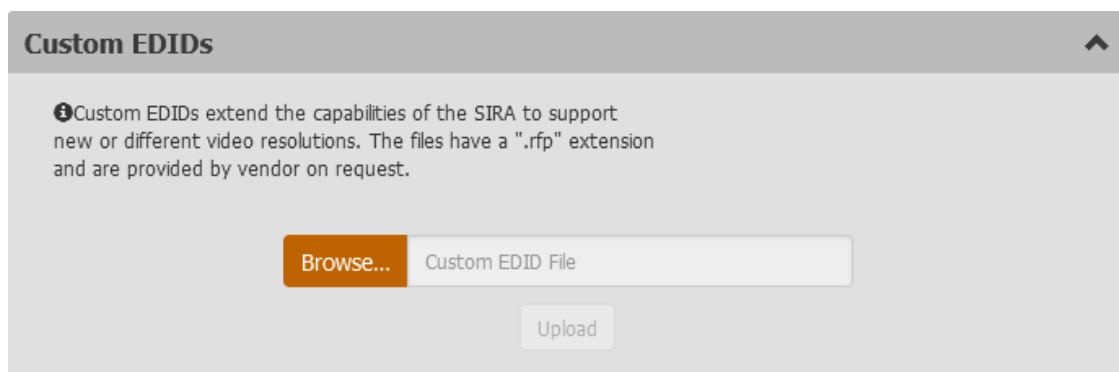 Custom EDIDs
Custom EDIDs extend the capabilities of the SIRA to support
new or different video resolutions. The files have a ".rfp" extension
and are provided by vendor on request.
Browse... Custom EDID File
Upload